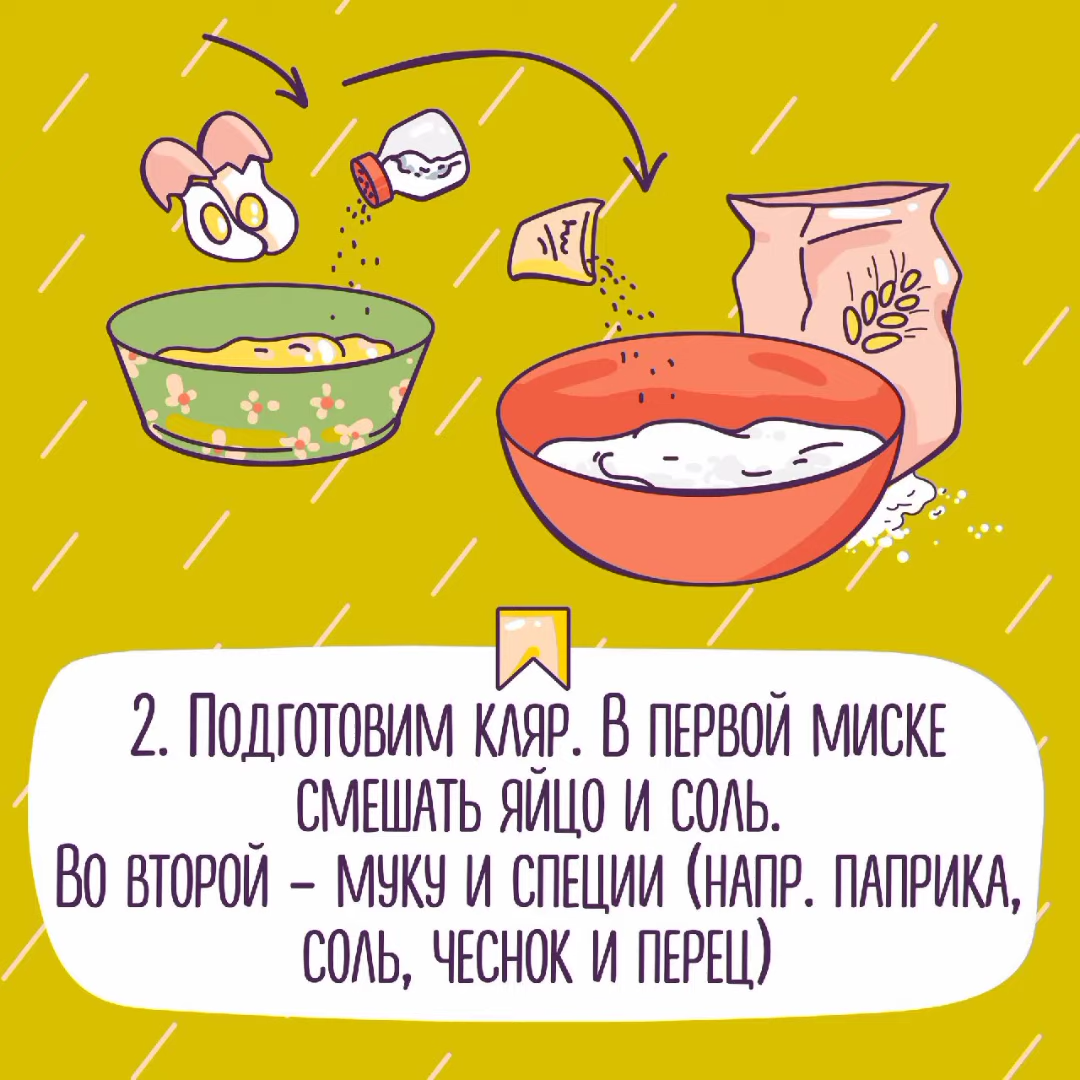 2. Подготовим кляр. В первой миске
смешать яйцо и соль.
Во второй – муку и специи (напр. паприка,
соль, чеснок и перец)